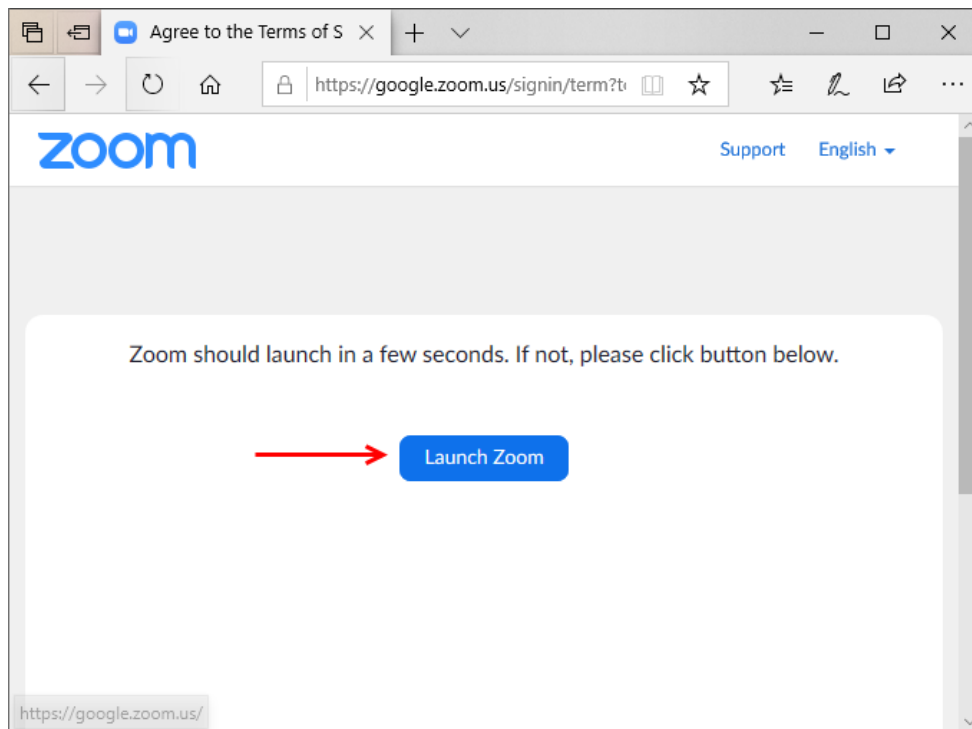 Agree to the Terms of S
https://google.zoom.us/signin/term?t
zoom
Support English
Zoom should launch in a few seconds. If not, please click button below.
Launch Zoom
https://google.zoom.us/